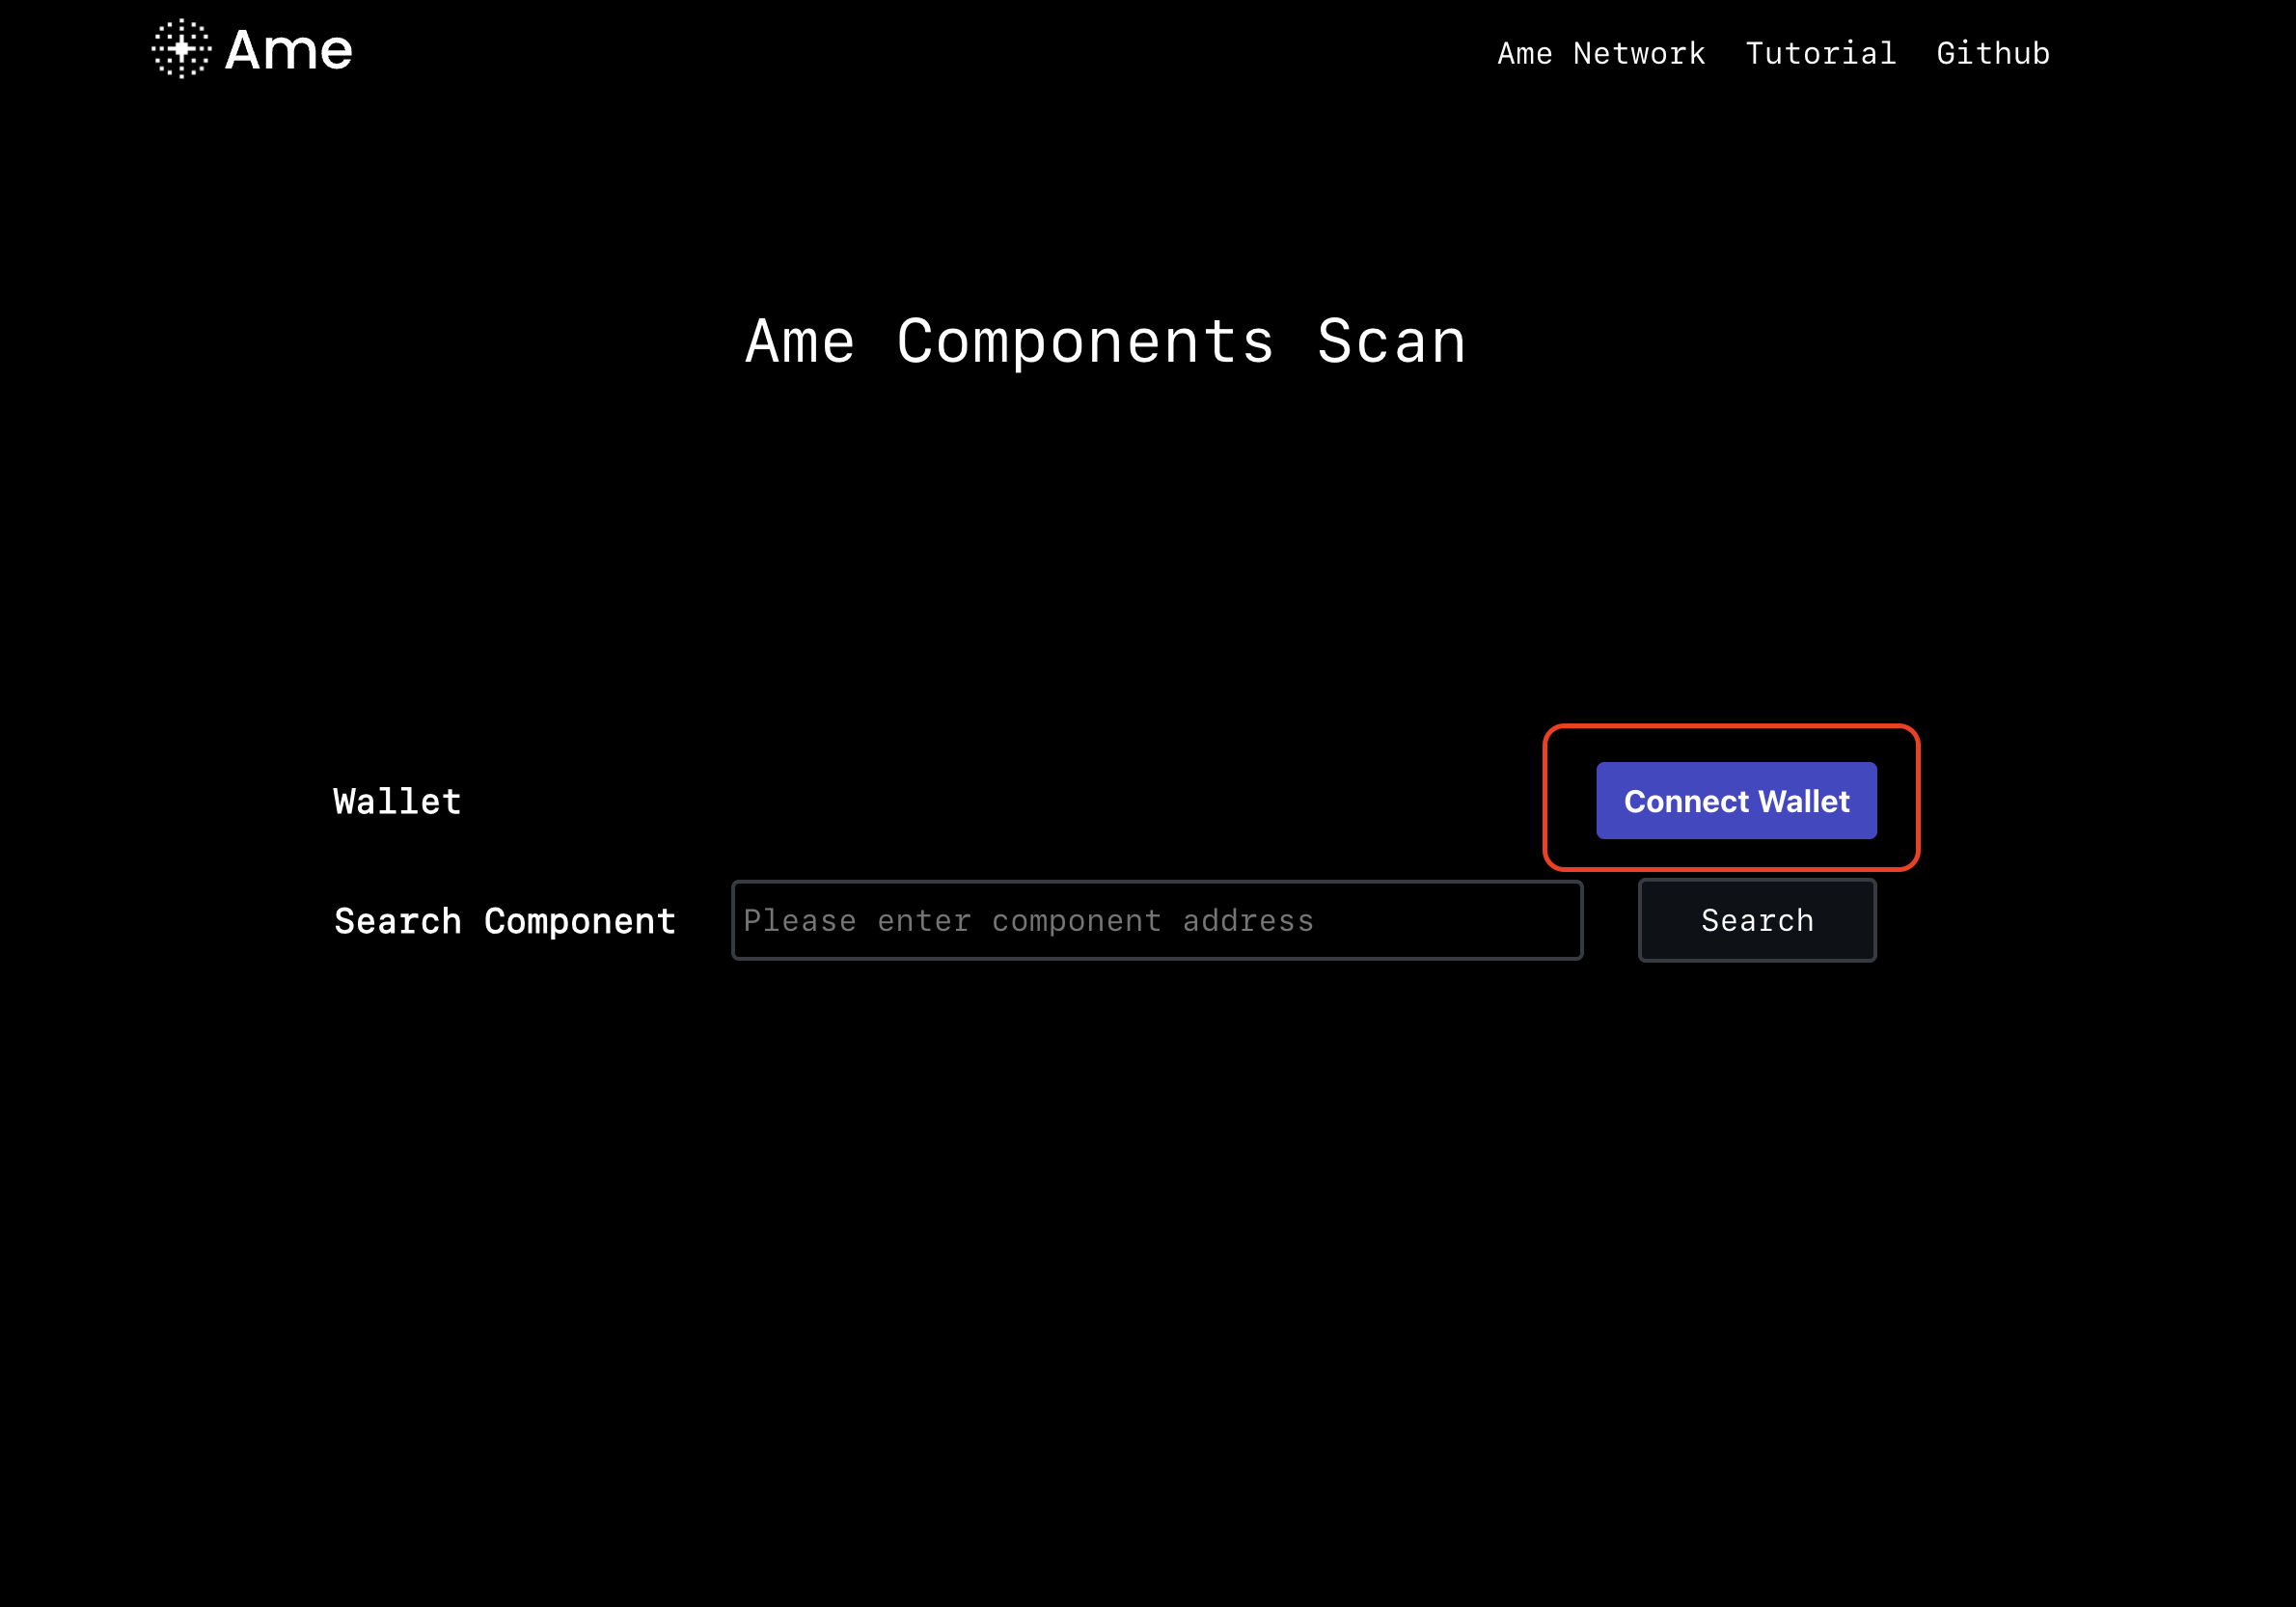 Ame
Ame Network Tutorial Github
Ame Components Scan
Wallet
Connect Wallet
Search Component
Please enter component address
Search